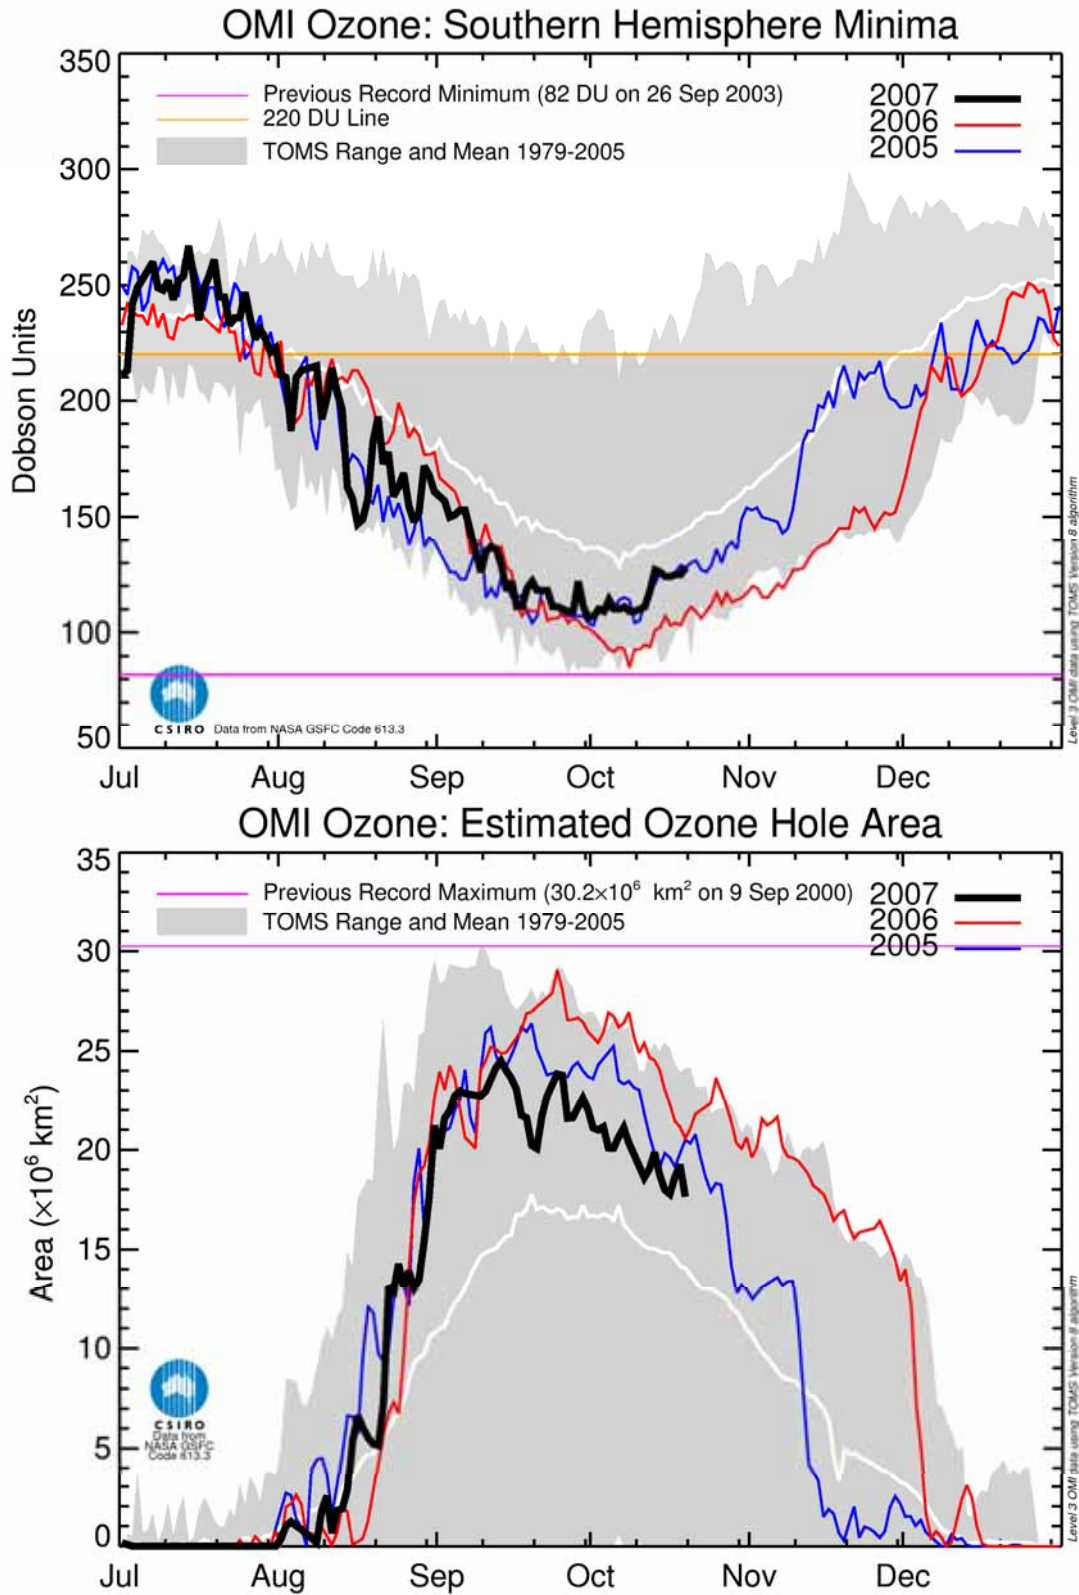 OMI Ozone: Southern Hemisphere Minima
350
300
250
200
150
100
50
Dobson Units
Previous Record Minimum (82 DU on 26 Sep 2003)
220 DU Line
TOMS Range and Mean 1979-2005
2007
2006
2005
CSIRO Data from NASA GSFC Code 613.3
Level 3 OMI data using TOMS Version 8 algorithm
Jul Aug Sep Oct Nov Dec
OMI Ozone: Estimated Ozone Hole Area
35
30
25
20
15
10
5
0
Area (×10⁶ km²)
Previous Record Maximum (30.2×10⁶ km² on 9 Sep 2000)
TOMS Range and Mean 1979-2005
2007
2006
2005
CSIRO
Data from
NASA GSFC
Code 613.3
Level 3 OMI data using TOMS Version 8 algorithm
Jul Aug Sep Oct Nov Dec